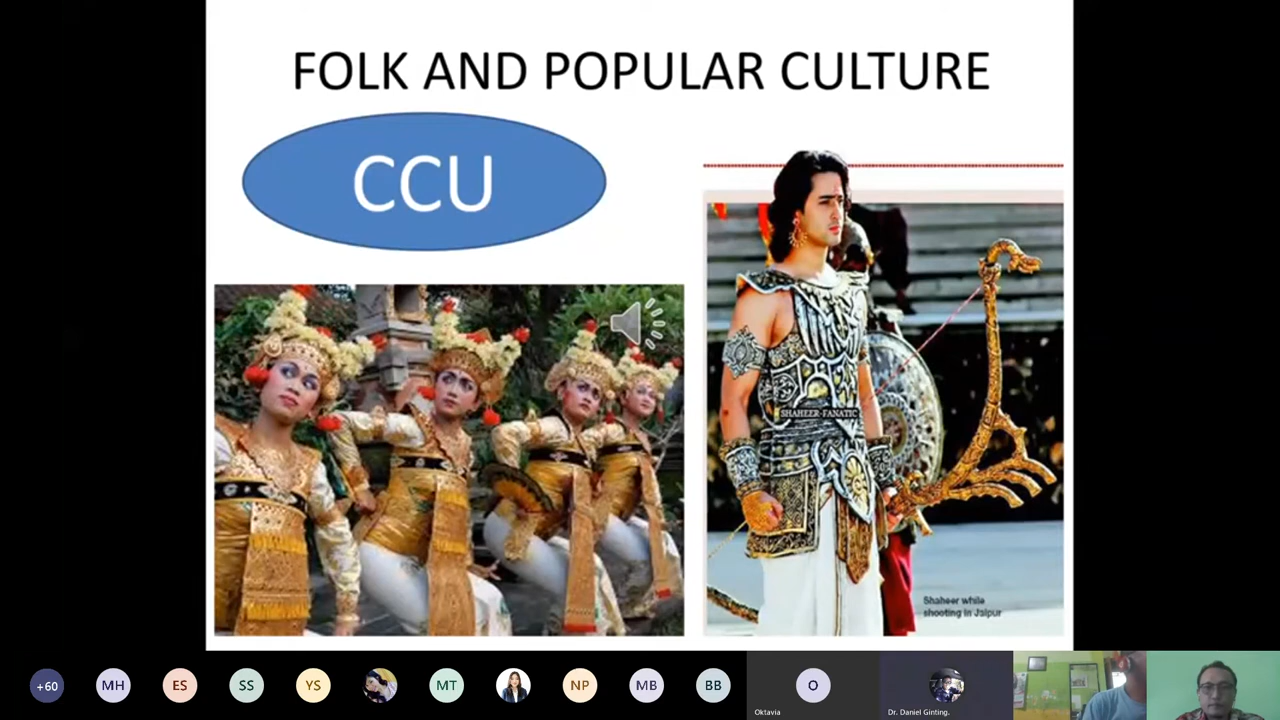 FOLK AND POPULAR CULTURE
CCU
SHAHEER-FANATIC
Shaheer while
shooting in Jaipur
+60
MH
ES
SS
YS
MT
NP
MB
BB
O
Oktavia
Dr. Daniel Ginting.